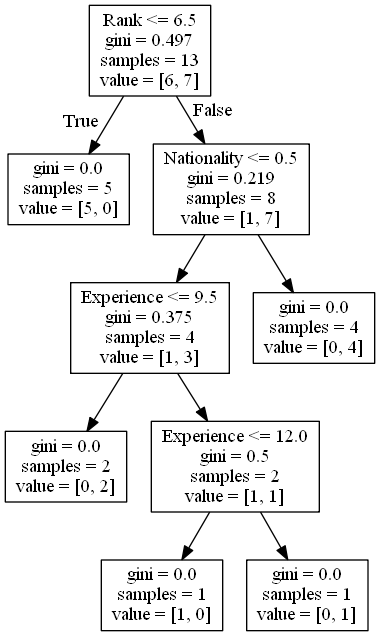 Rank <= 6.5
gini = 0.497
samples = 13
value = [6, 7]
True
False
gini = 0.0
samples = 5
value = [5, 0]
Nationality <= 0.5
gini = 0.219
samples = 8
value = [1, 7]
Experience <= 9.5
gini = 0.375
samples = 4
value = [1, 3]
gini = 0.0
samples = 4
value = [0, 4]
gini = 0.0
samples = 2
value = [0, 2]
Experience <= 12.0
gini = 0.5
samples = 2
value = [1, 1]
gini = 0.0
samples = 1
value = [1, 0]
gini = 0.0
samples = 1
value = [0, 1]